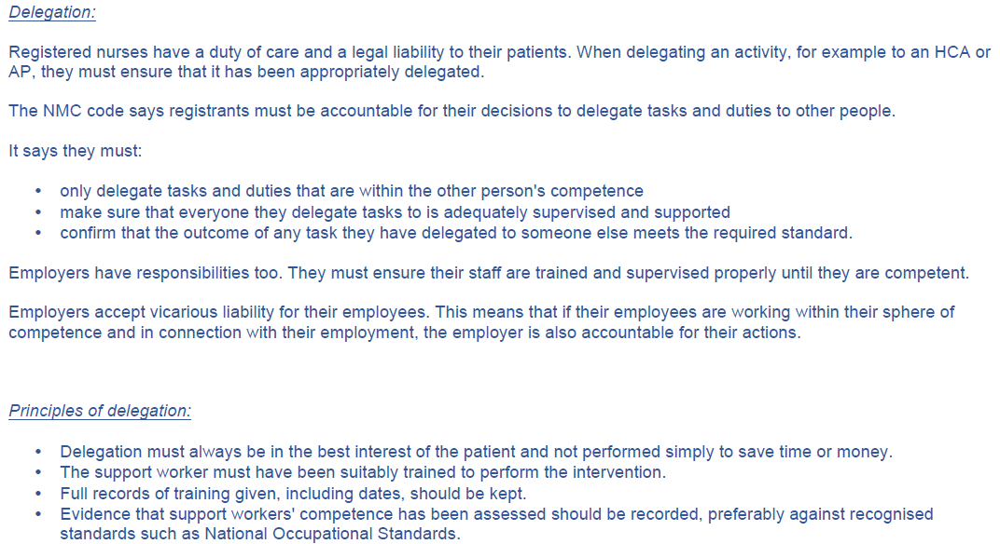 Delegation:
Registered nurses have a duty of care and a legal liability to their patients. When delegating an activity, for example to an HCA or
AP, they must ensure that it has been appropriately delegated.
The NMC code says registrants must be accountable for their decisions to delegate tasks and duties to other people.
It says they must:
• only delegate tasks and duties that are within the other person's competence
• make sure that everyone they delegate tasks to is adequately supervised and supported
• confirm that the outcome of any task they have delegated to someone else meets the required standard.
Employers have responsibilities too. They must ensure their staff are trained and supervised properly until they are competent.
Employers accept vicarious liability for their employees. This means that if their employees are working within their sphere of
competence and in connection with their employment, the employer is also accountable for their actions.
Principles of delegation:
• Delegation must always be in the best interest of the patient and not performed simply to save time or money.
• The support worker must have been suitably trained to perform the intervention.
• Full records of training given, including dates, should be kept.
• Evidence that support workers' competence has been assessed should be recorded, preferably against recognised
standards such as National Occupational Standards.